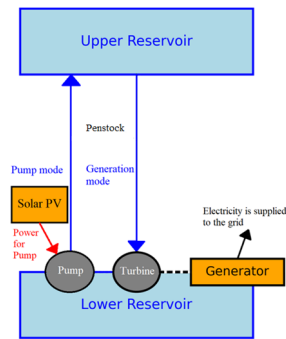 Upper Reservoir
Penstock
Pump mode
Generation
mode
Solar PV
Power
for
Pump
Electricity is supplied
to the grid
Pump
Turbine
Generator
Lower Reservoir